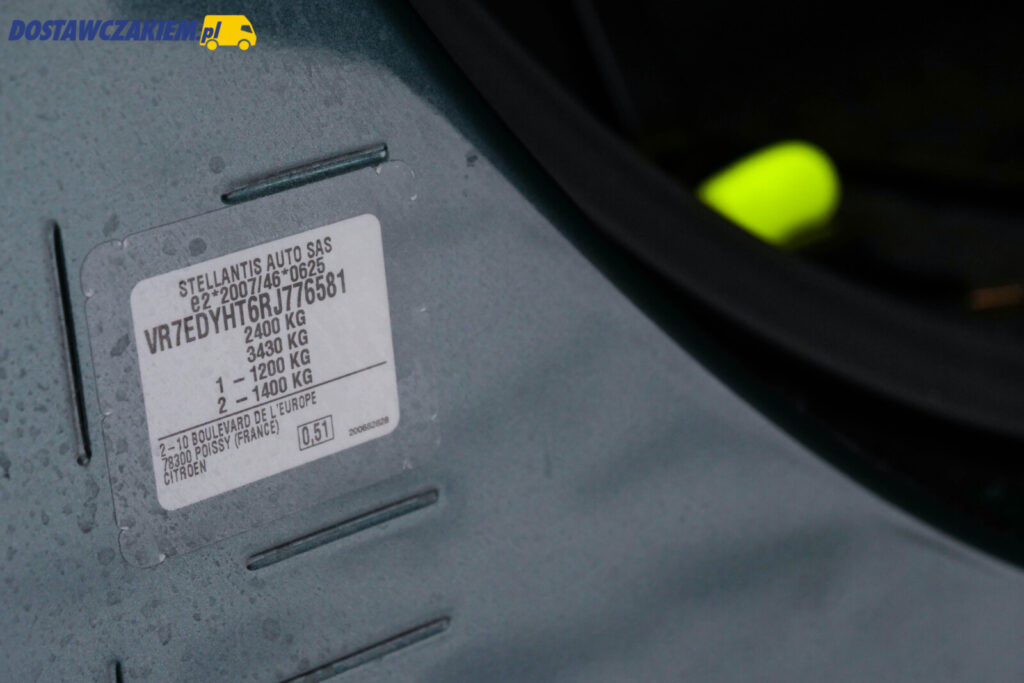 DOSTAWCZAKIEM.pl
STELLANTIS AUTO SAS
e2*2007/46*0625
VR7EDYHT6RJ776581
2400 KG
3430 KG
1 – 1200 KG
2 – 1400 KG
2 – 10 BOULEVARD DE L'EUROPE
78300 POISSY (FRANCE)
CITROEN
0,51
200652628